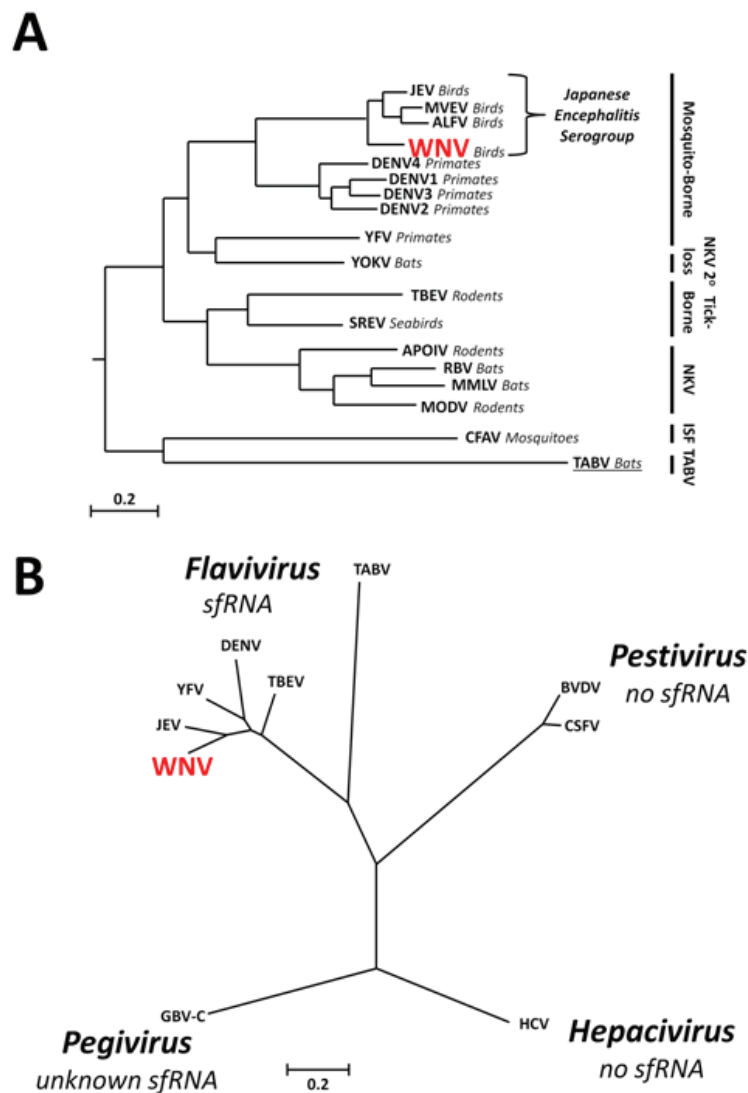 A
JEV Birds
MVEV Birds
ALFV Birds
WNV Birds
Japanese
Encephalitis
Serogroup
DENV4 Primates
DENV1 Primates
DENV3 Primates
DENV2 Primates
YFV Primates
YOKV Bats
TBEV Rodents
SREV Seabirds
APOIV Rodents
RBV Bats
MMLV Bats
MODV Rodents
CFAV Mosquitoes
TABV Bats
Mosquito-Borne
NKV 2°
loss
Tick-
Borne
NKV
ISF
TABV
0.2
B
Flavivirus
sfRNA
TABV
DENV
YFV
TBEV
JEV
WNV
Pestivirus
no sfRNA
BVDV
CSFV
GBV-C
Pegivirus
unknown sfRNA
0.2
HCV
Hepacivirus
no sfRNA